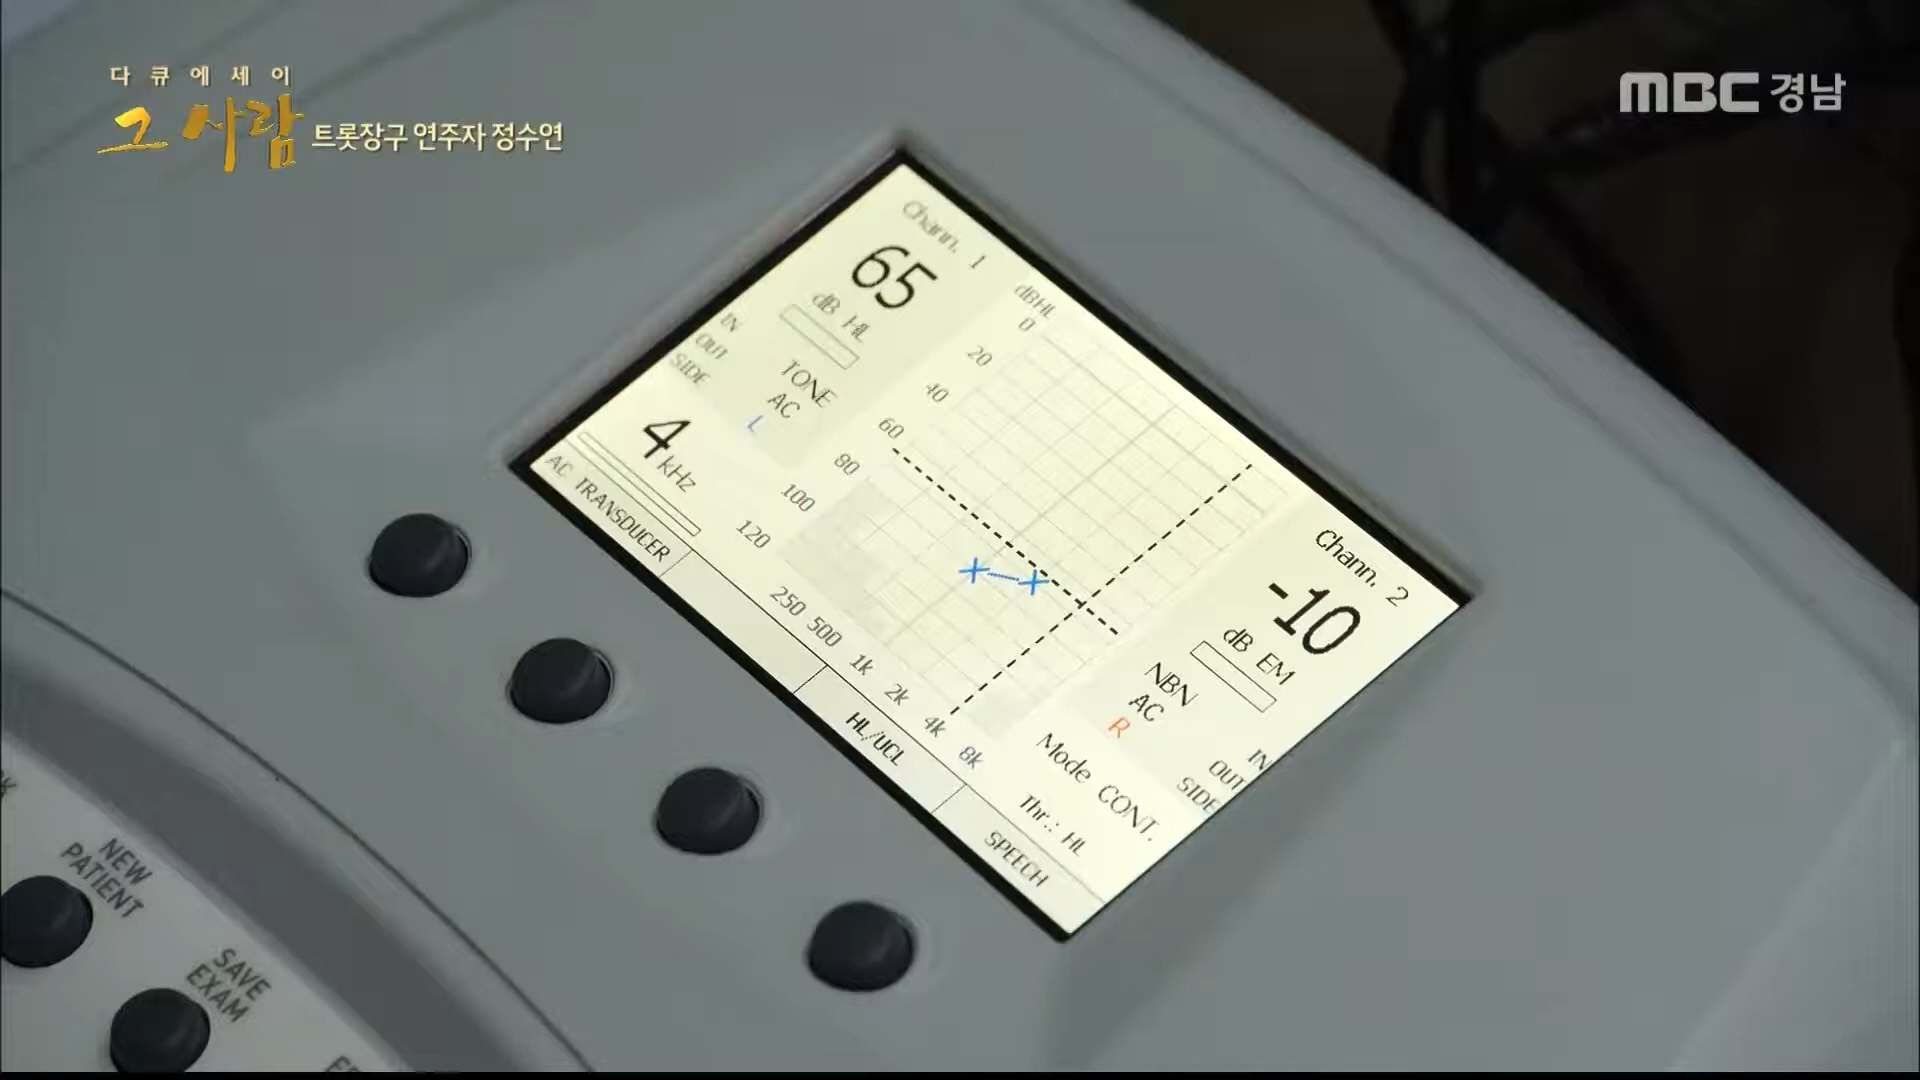 다큐에세이
그 사람 트롯장구 연주자 정수연
MBC 경남
Chann. 1
65
dB HL
IN
OUT
SIDE
TONE
AC
L
4 kHz
AC TRANSDUCER
dBHL
0
20
40
60
80
100
120
250 500 1k 2k 4k 8k
Chann. 2
-10
dB EM
NBN
AC
R
IN
OUT
SIDE
Mode CONT.
Thr.: HL
HL/UCL
SPEECH
NEW
PATIENT
SAVE
EXAM